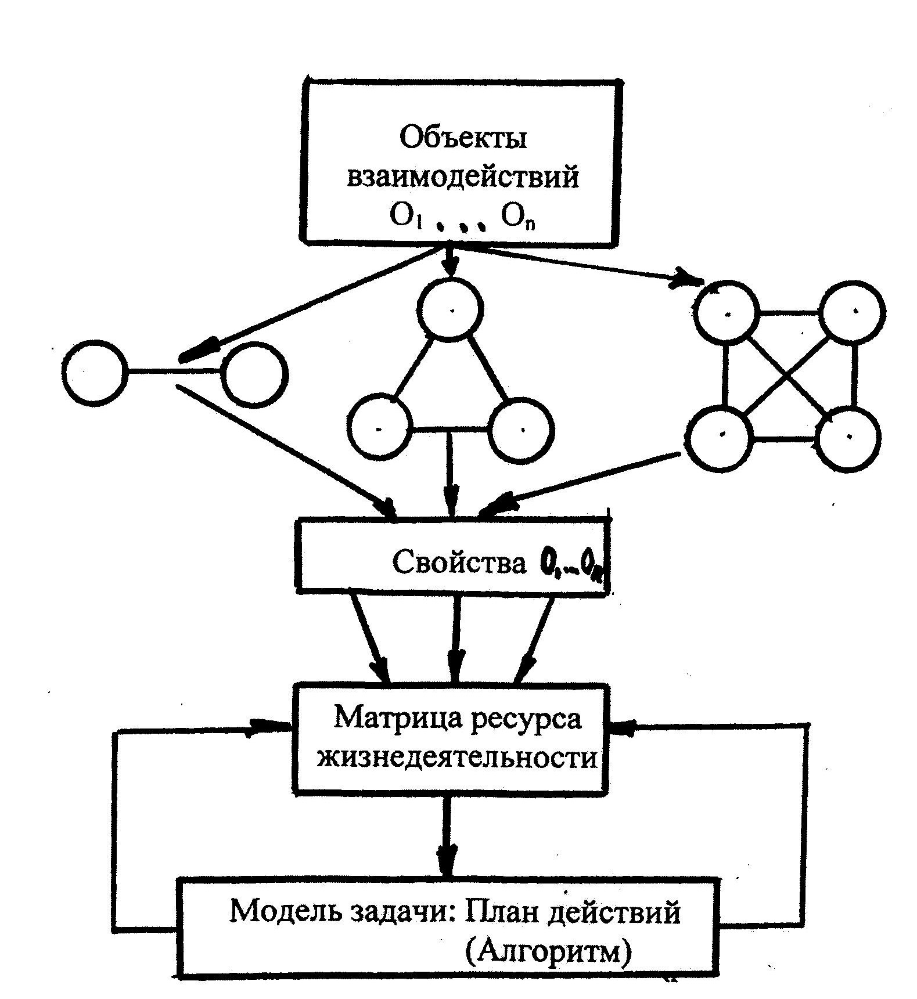 Объекты
взаимодействий
O₁ ... Oₙ
Свойства O₁...Oₙ
Матрица ресурса
жизнедеятельности
Модель задачи: План действий
(Алгоритм)